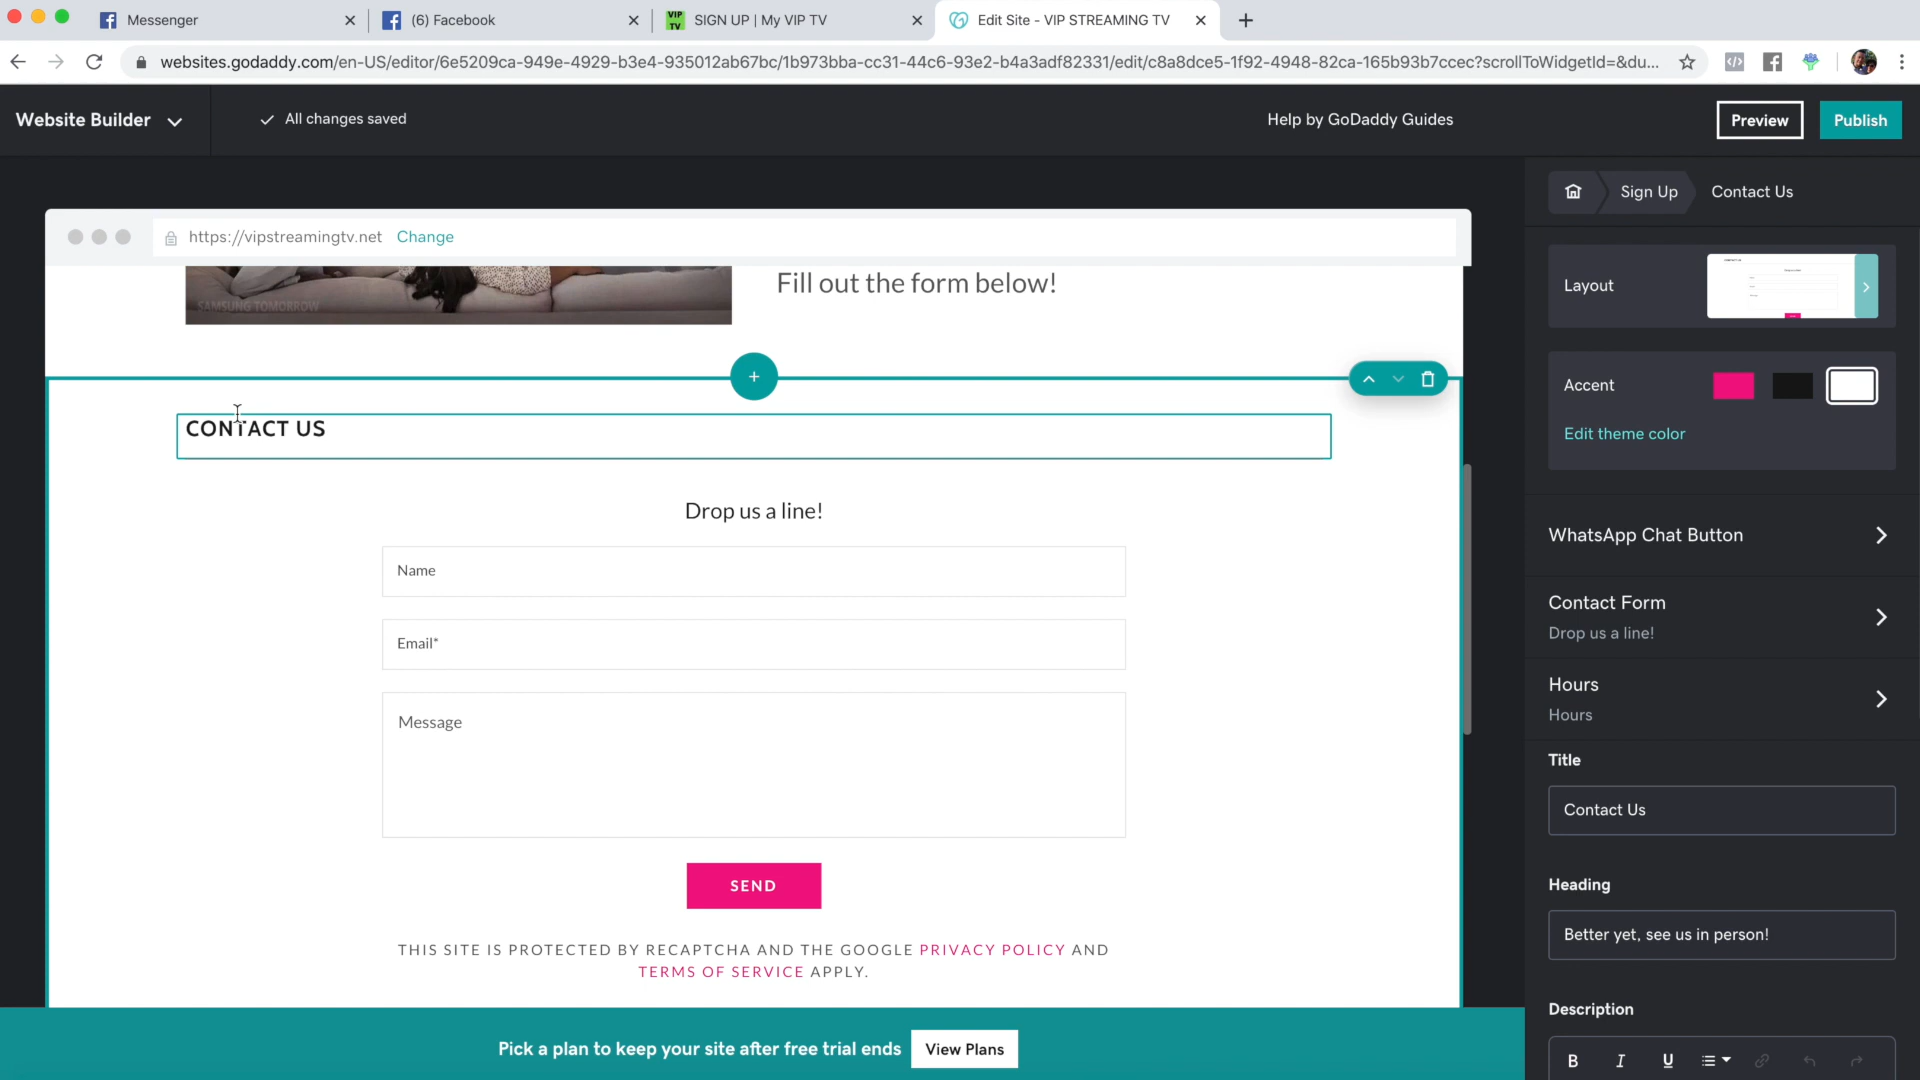 Messenger
(6) Facebook
VIP TV
SIGN UP | My VIP TV
Edit Site - VIP STREAMING TV
websites.godaddy.com/en-US/editor/6e5209ca-949e-4929-b3e4-935012ab67bc/1b973bba-cc31-44c6-93e2-b4a3adf82331/edit/c8a8dce5-1f92-4948-82ca-165b93b7ccec?scrollToWidgetId=&du...
Website Builder
All changes saved
Help by GoDaddy Guides
Preview
Publish
Sign Up
Contact Us
https://vipstreamingtv.net Change
SAMSUNG TOMORROW
Fill out the form below!
CONTACT US
Drop us a line!
Name
Email*
Message
SEND
THIS SITE IS PROTECTED BY RECAPTCHA AND THE GOOGLE PRIVACY POLICY AND
TERMS OF SERVICE APPLY.
Pick a plan to keep your site after free trial ends
View Plans
Layout
Accent
Edit theme color
WhatsApp Chat Button
Contact Form
Drop us a line!
Hours
Hours
Title
Contact Us
Heading
Better yet, see us in person!
Description
B I U